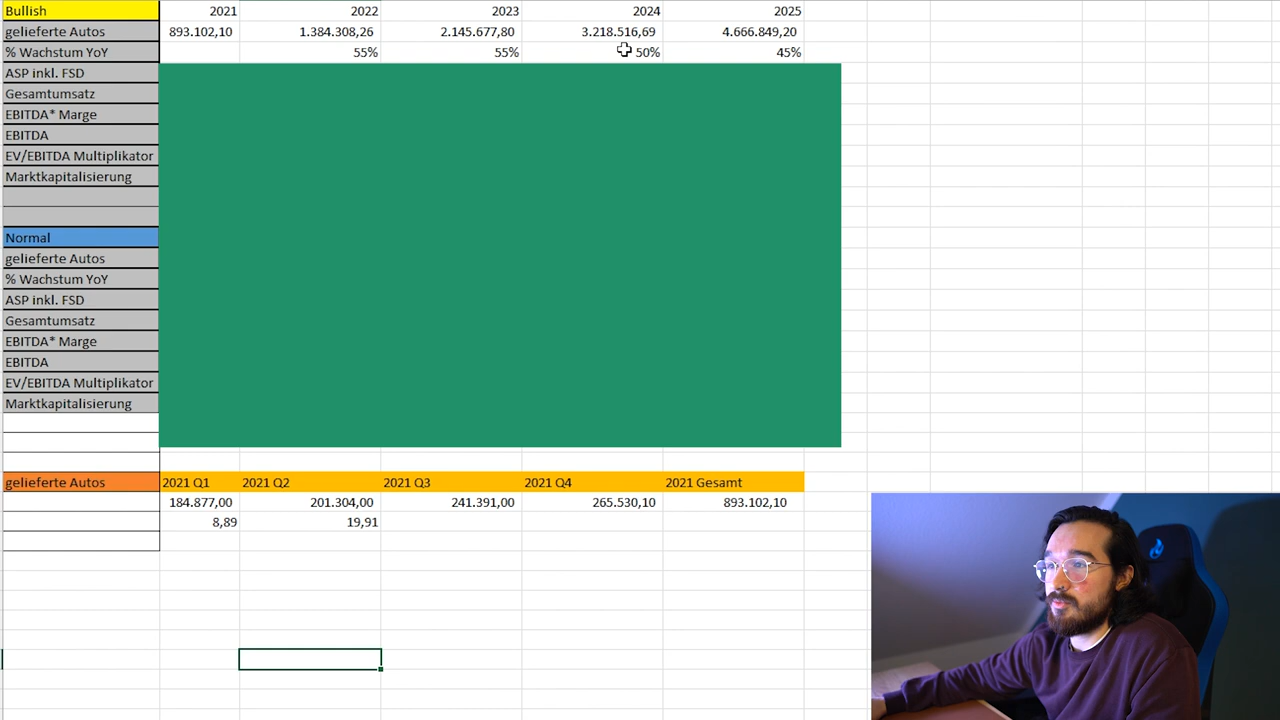 Bullish 2021 2022 2023 2024 2025
gelieferte Autos 893.102,10 1.384.308,26 2.145.677,80 3.218.516,69 4.666.849,20
% Wachstum YoY 55% 55% 50% 45%
ASP inkl. FSD
Gesamtumsatz
EBITDA* Marge
EBITDA
EV/EBITDA Multiplikator
Marktkapitalisierung
Normal
gelieferte Autos
% Wachstum YoY
ASP inkl. FSD
Gesamtumsatz
EBITDA* Marge
EBITDA
EV/EBITDA Multiplikator
Marktkapitalisierung
gelieferte Autos 2021 Q1 2021 Q2 2021 Q3 2021 Q4 2021 Gesamt
184.877,00 201.304,00 241.391,00 265.530,10 893.102,10
8,89 19,91